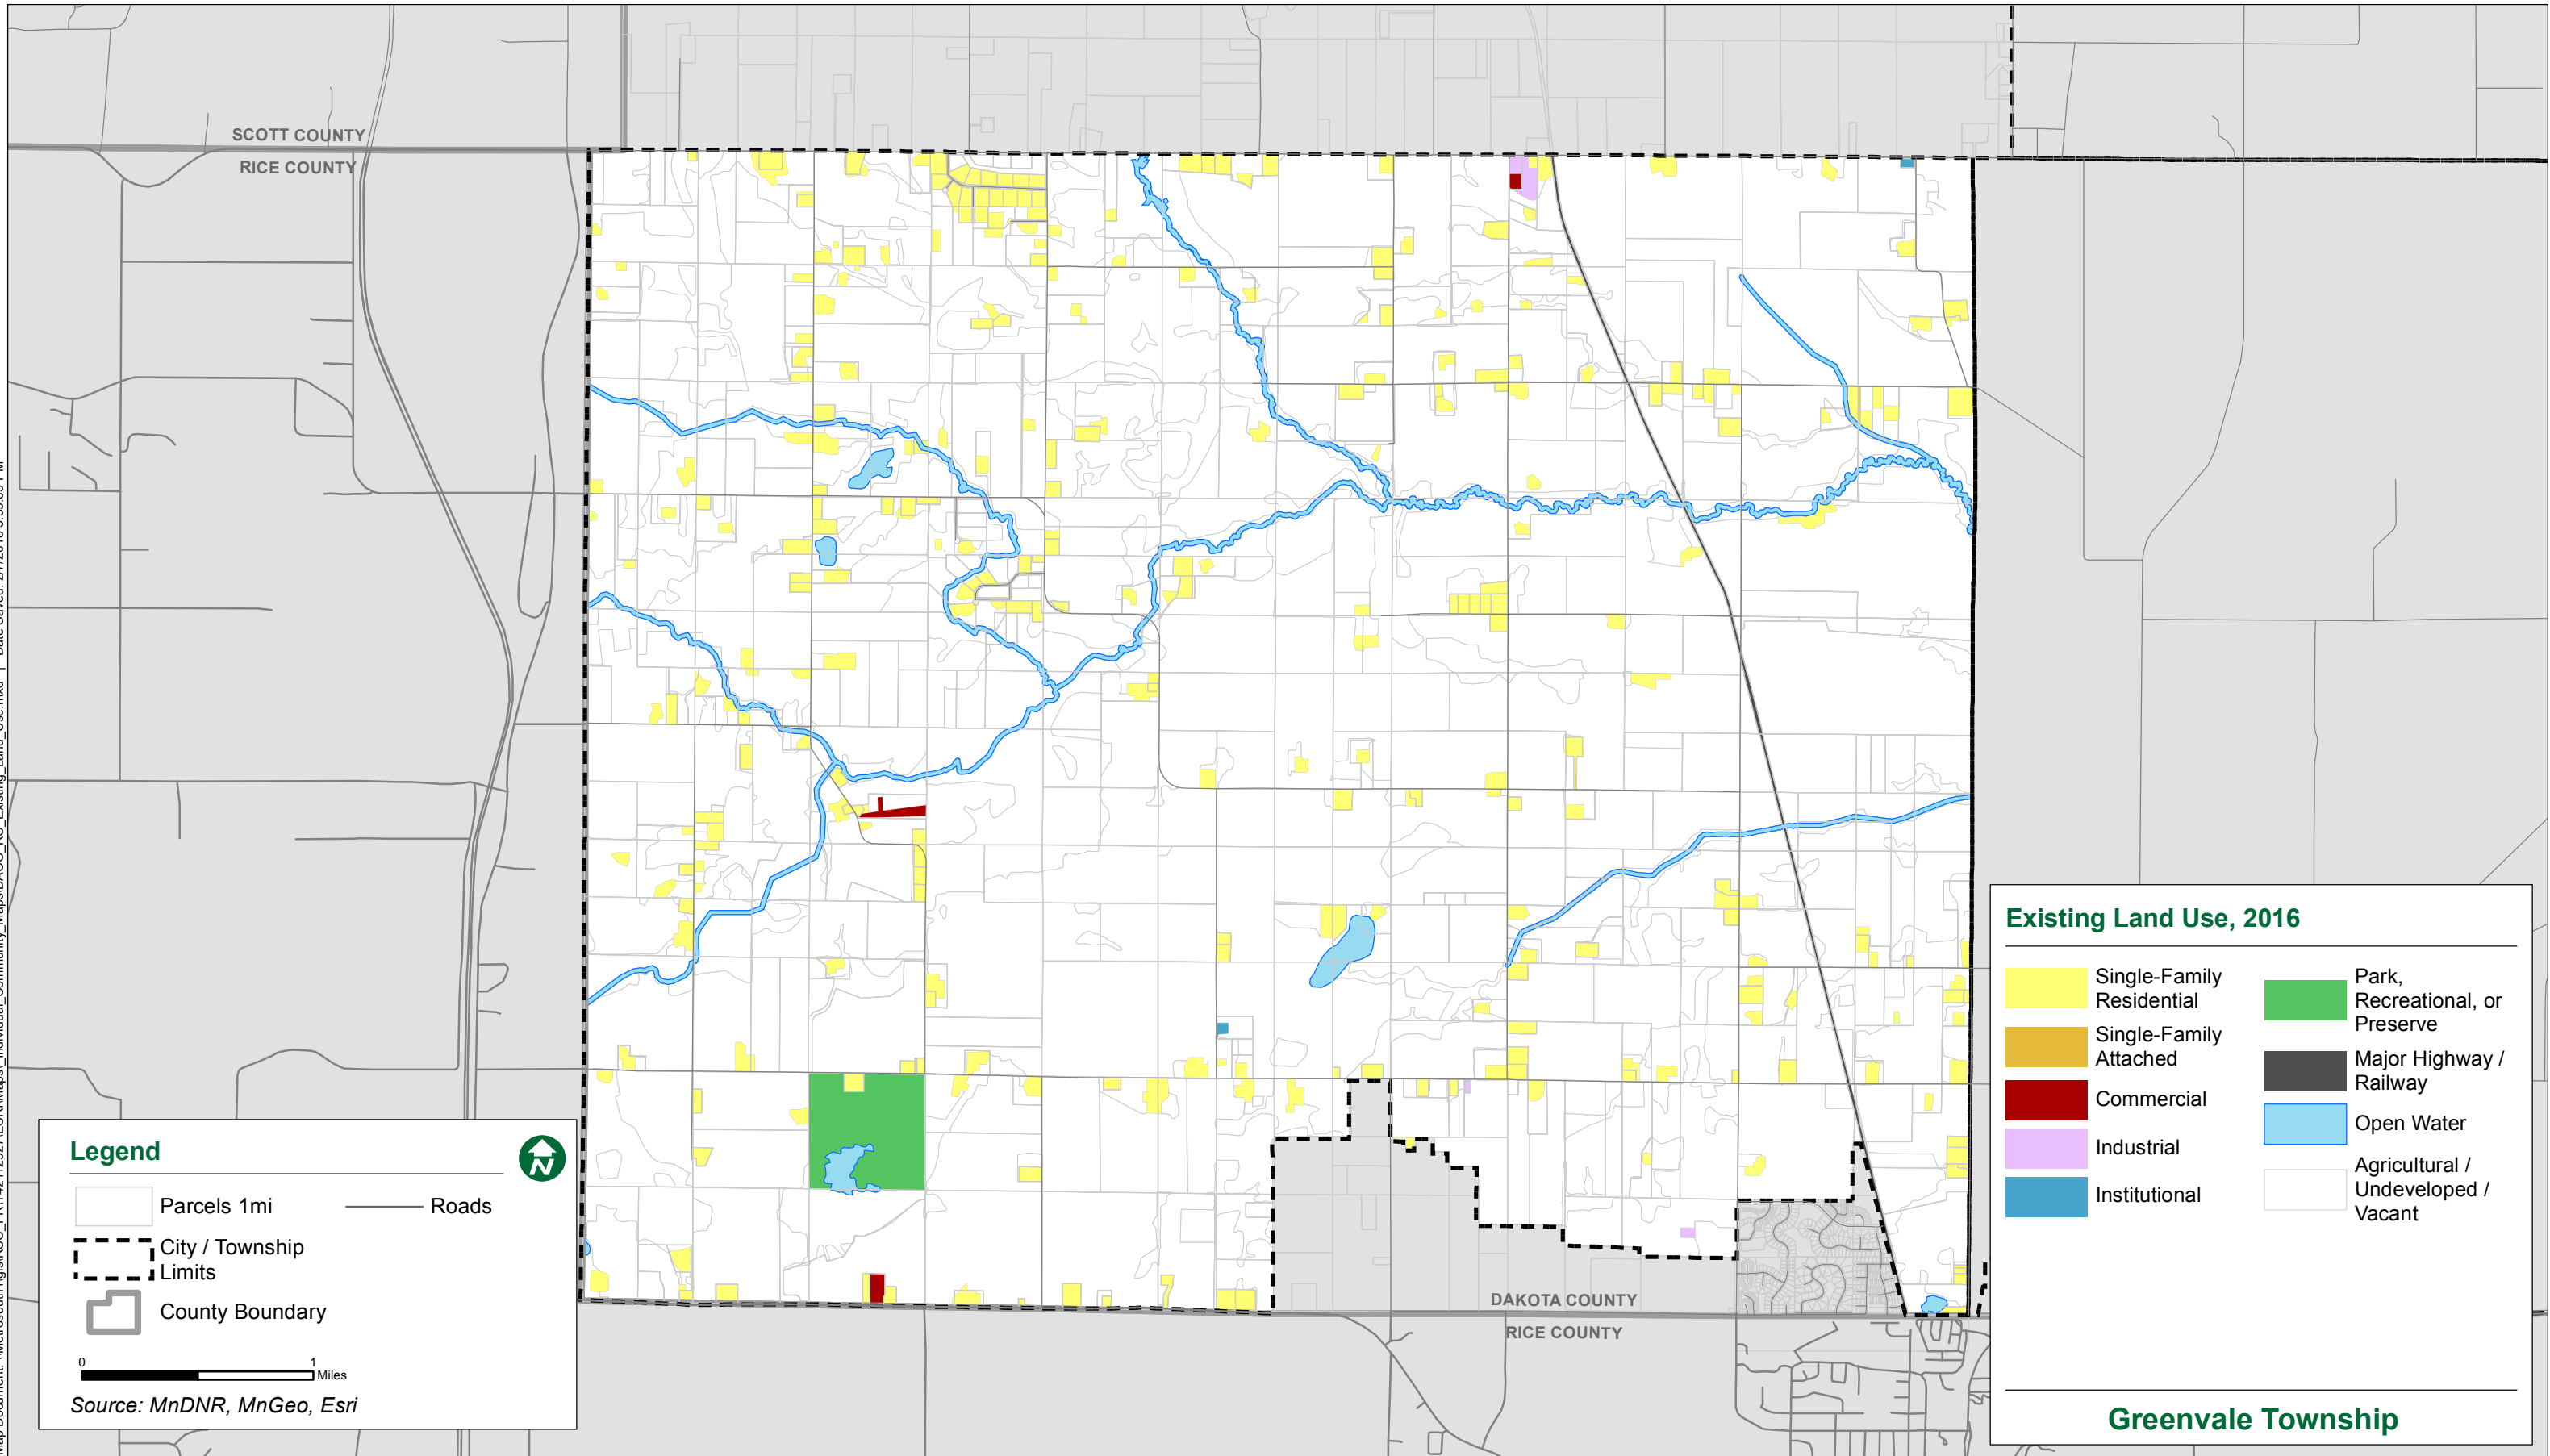 SCOTT COUNTY
RICE COUNTY
DAKOTA COUNTY
RICE COUNTY
Legend
N
Parcels 1mi
Roads
City / Township
Limits
County Boundary
0 1
Miles
Source: MnDNR, MnGeo, Esri
Existing Land Use, 2016
Single-Family
Residential
Single-Family
Attached
Commercial
Industrial
Institutional
Park,
Recreational, or
Preserve
Major Highway /
Railway
Open Water
Agricultural /
Undeveloped /
Vacant
Greenvale Township